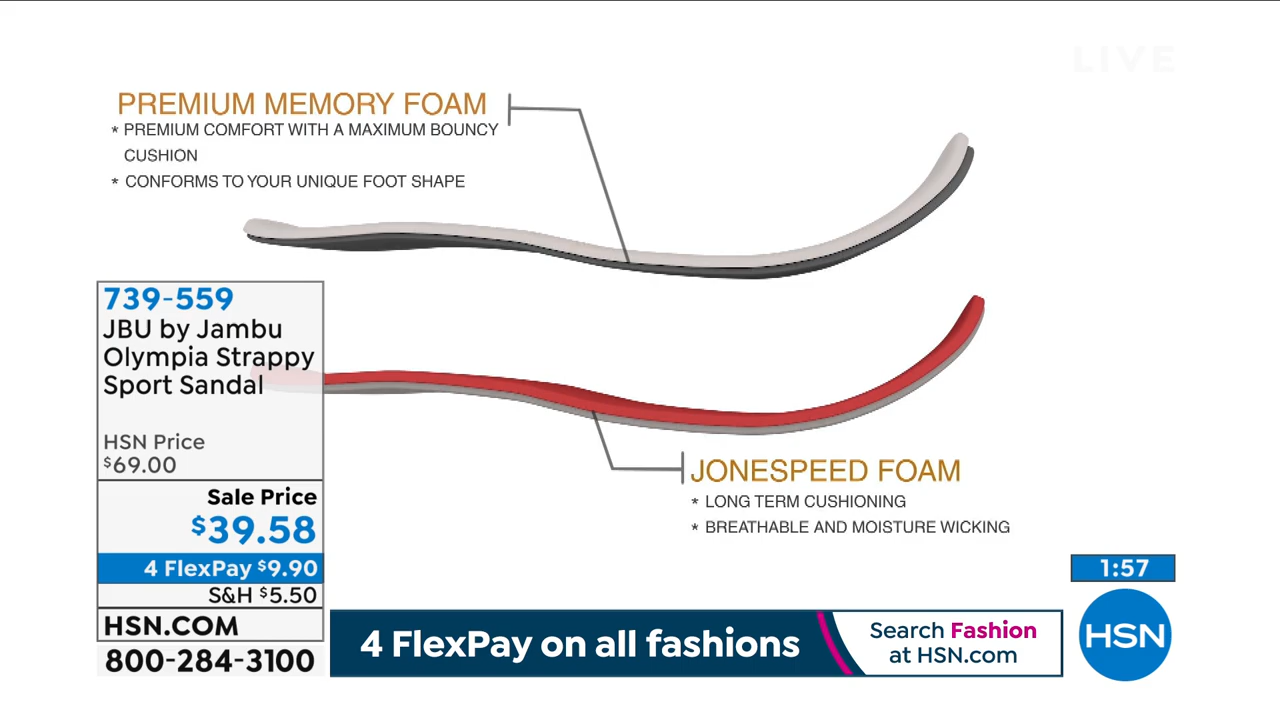 LIVE
PREMIUM MEMORY FOAM
* PREMIUM COMFORT WITH A MAXIMUM BOUNCY
CUSHION
* CONFORMS TO YOUR UNIQUE FOOT SHAPE
739-559
JBU by Jambu
Olympia Strappy
Sport Sandal
HSN Price
$69.00
Sale Price
$39.58
4 FlexPay $9.90
S&H $5.50
HSN.COM
800-284-3100
JONESPEED FOAM
* LONG TERM CUSHIONING
* BREATHABLE AND MOISTURE WICKING
1:57
4 FlexPay on all fashions
Search Fashion
at HSN.com
HSN